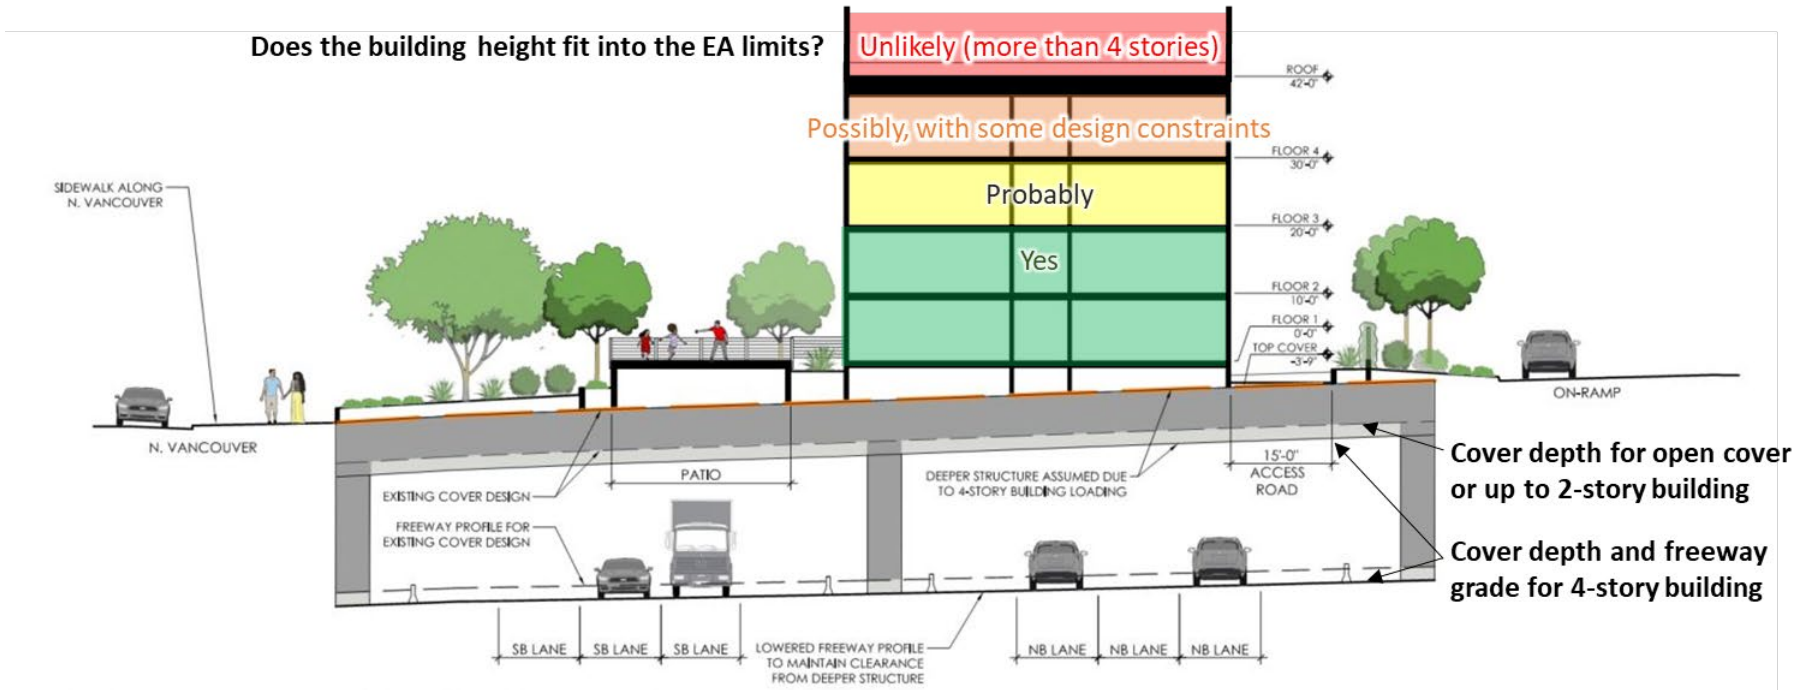 Does the building height fit into the EA limits?
Unlikely (more than 4 stories)
ROOF
42'-0"
Possibly, with some design constraints
FLOOR 4
30'-0"
SIDEWALK ALONG
N. VANCOUVER
Probably
FLOOR 3
20'-0"
Yes
FLOOR 2
10'-0"
FLOOR 1
0'-0"
TOP COVER
-3'-9"
ON-RAMP
N. VANCOUVER
PATIO
15'-0"
ACCESS
ROAD
DEEPER STRUCTURE ASSUMED DUE
TO 4-STORY BUILDING LOADING
Cover depth for open cover
or up to 2-story building
EXISTING COVER DESIGN
FREEWAY PROFILE FOR
EXISTING COVER DESIGN
Cover depth and freeway
grade for 4-story building
SB LANE
SB LANE
SB LANE
LOWERED FREEWAY PROFILE
TO MAINTAIN CLEARANCE
FROM DEEPER STRUCTURE
NB LANE
NB LANE
NB LANE